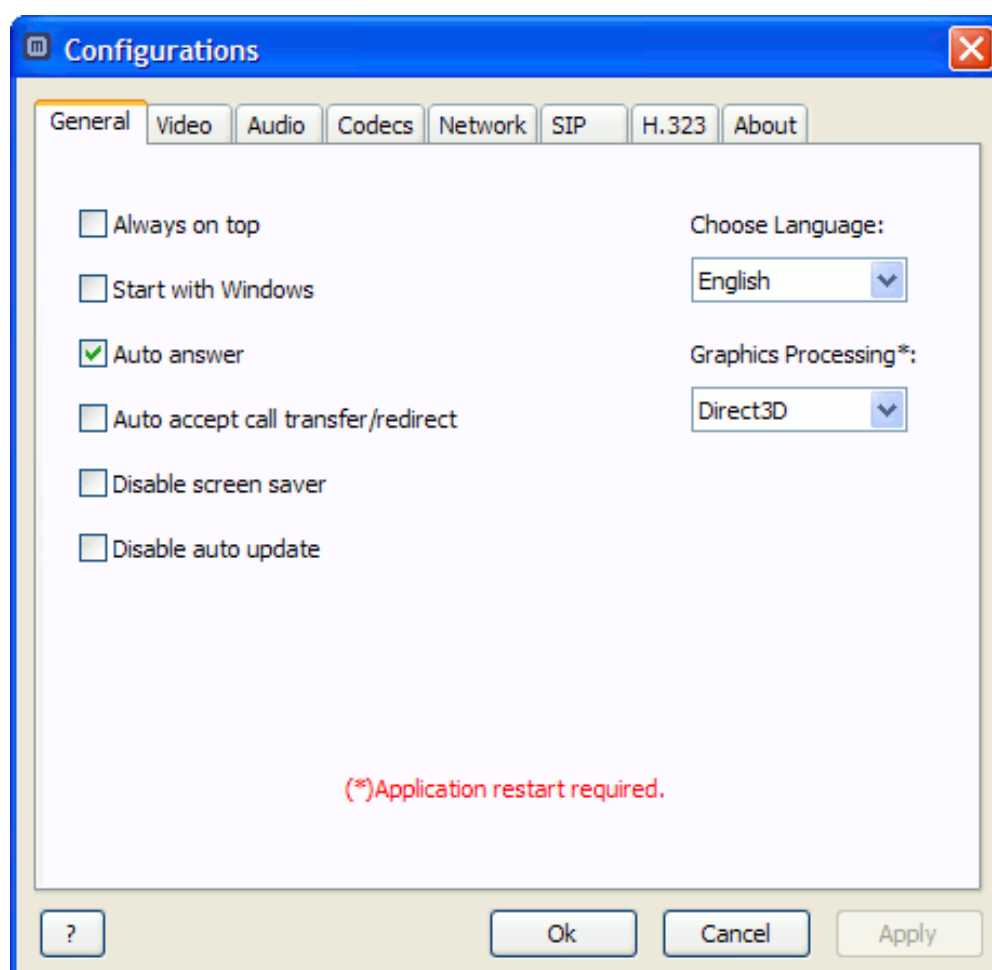 Configurations
General Video Audio Codecs Network SIP H.323 About
Always on top
Start with Windows
Auto answer
Auto accept call transfer/redirect
Disable screen saver
Disable auto update
Choose Language:
English
Graphics Processing*:
Direct3D
(*)Application restart required.
? Ok Cancel Apply